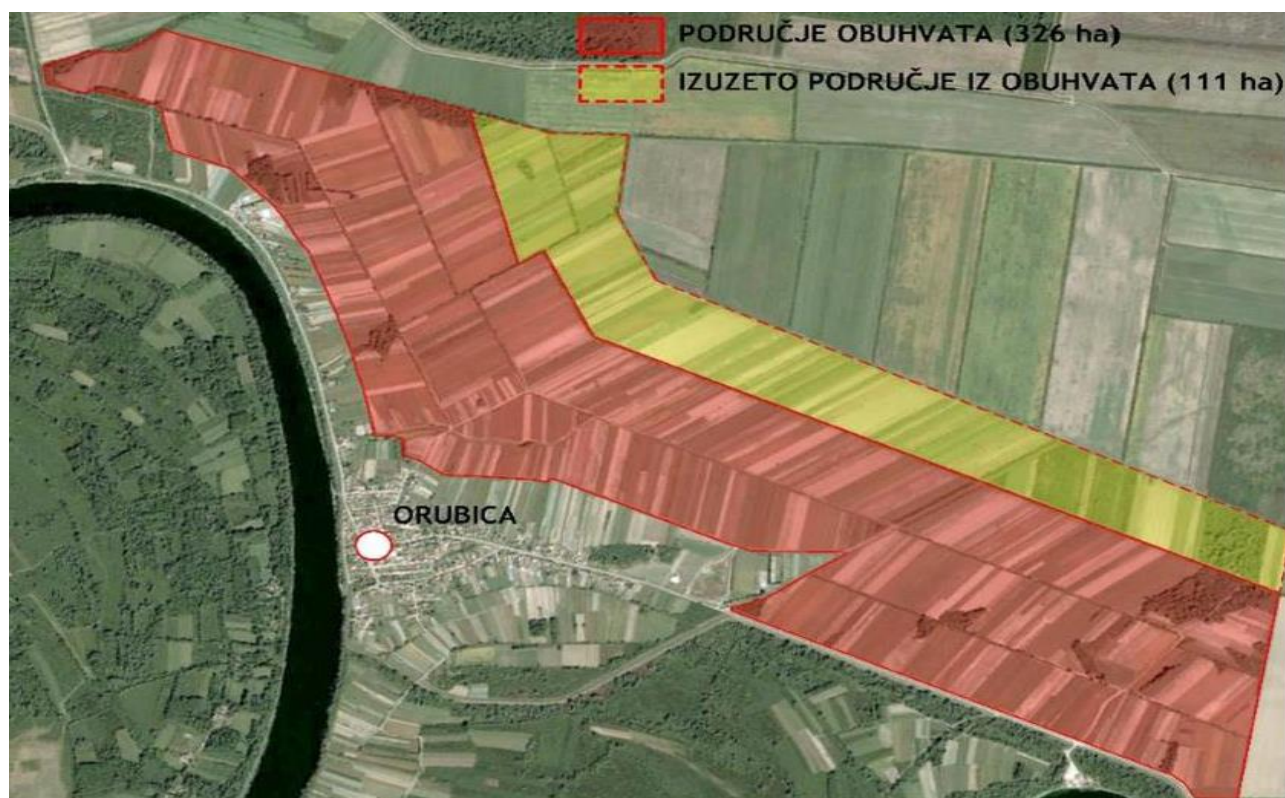 PODRUČJE OBUHVATA (326 ha)
IZUZETO PODRUČJE IZ OBUHVATA (111 ha)
ORUBICA